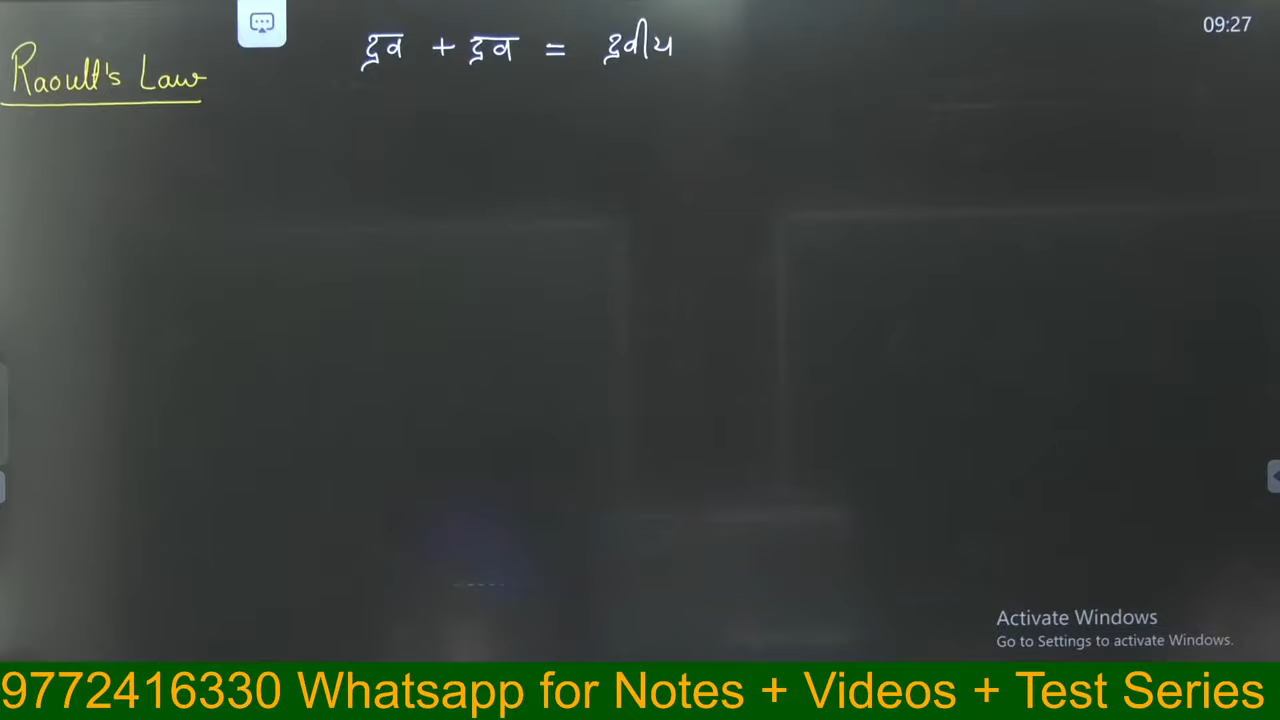 09:27
द्रव + द्रव = द्रवीय
Raoult's Law
Activate Windows
Go to Settings to activate Windows.
9772416330 Whatsapp for Notes + Videos + Test Series